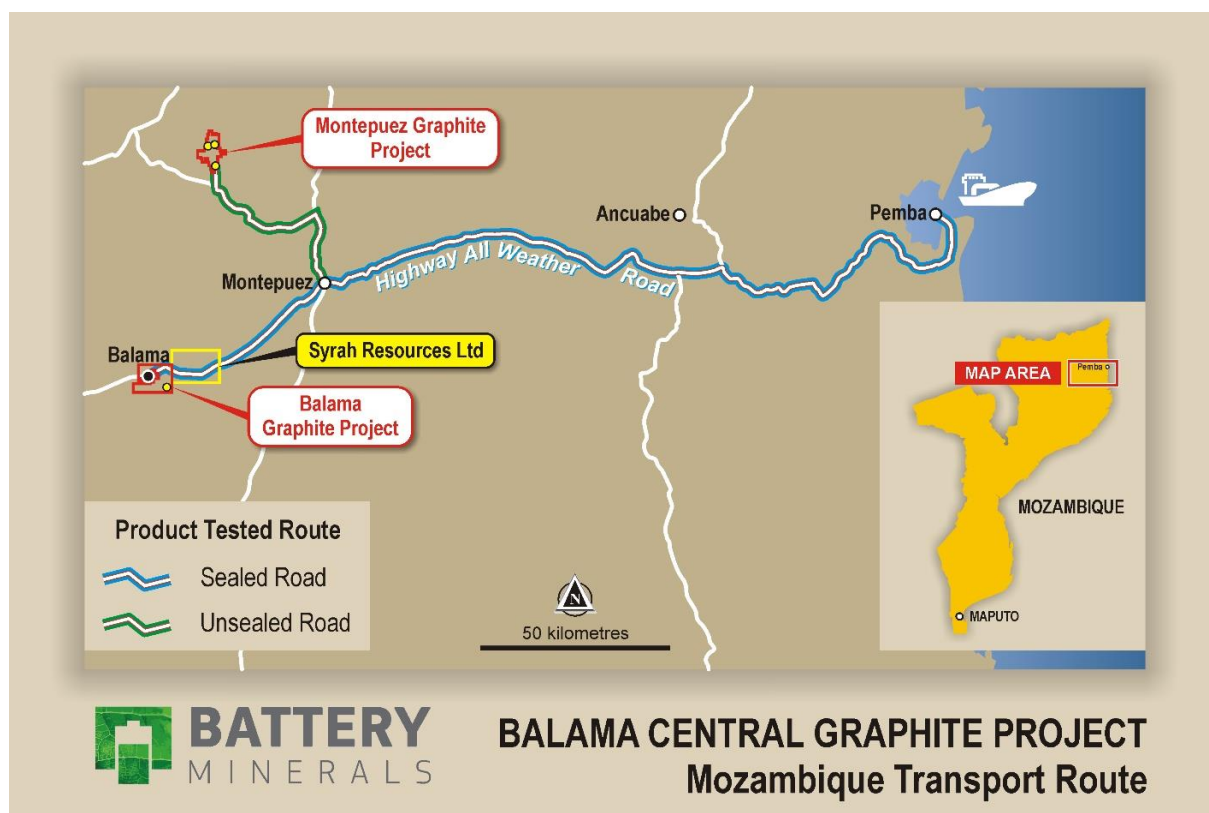 Montepuez Graphite
Project
Ancuabe
Pemba
Montepuez
Highway All Weather Road
Balama
Syrah Resources Ltd
Balama
Graphite Project
MAP AREA
Pemba
MOZAMBIQUE
MAPUTO
Product Tested Route
Sealed Road
Unsealed Road
N
50 kilometres
BATTERY
MINERALS
BALAMA CENTRAL GRAPHITE PROJECT
Mozambique Transport Route